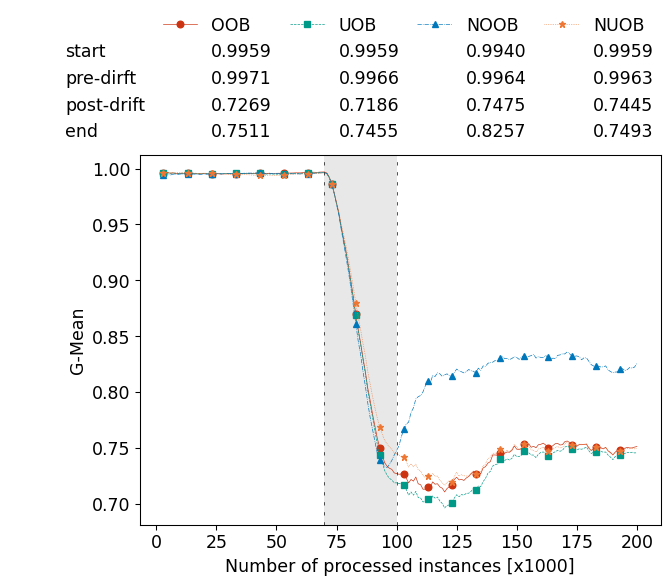 OOB UOB NOOB NUOB
start 0.9959 0.9959 0.9940 0.9959
pre-dirft 0.9971 0.9966 0.9964 0.9963
post-drift 0.7269 0.7186 0.7475 0.7445
end 0.7511 0.7455 0.8257 0.7493
1.00
0.95
0.90
0.85
0.80
0.75
0.70
G-Mean
0 25 50 75 100 125 150 175 200
Number of processed instances [x1000]